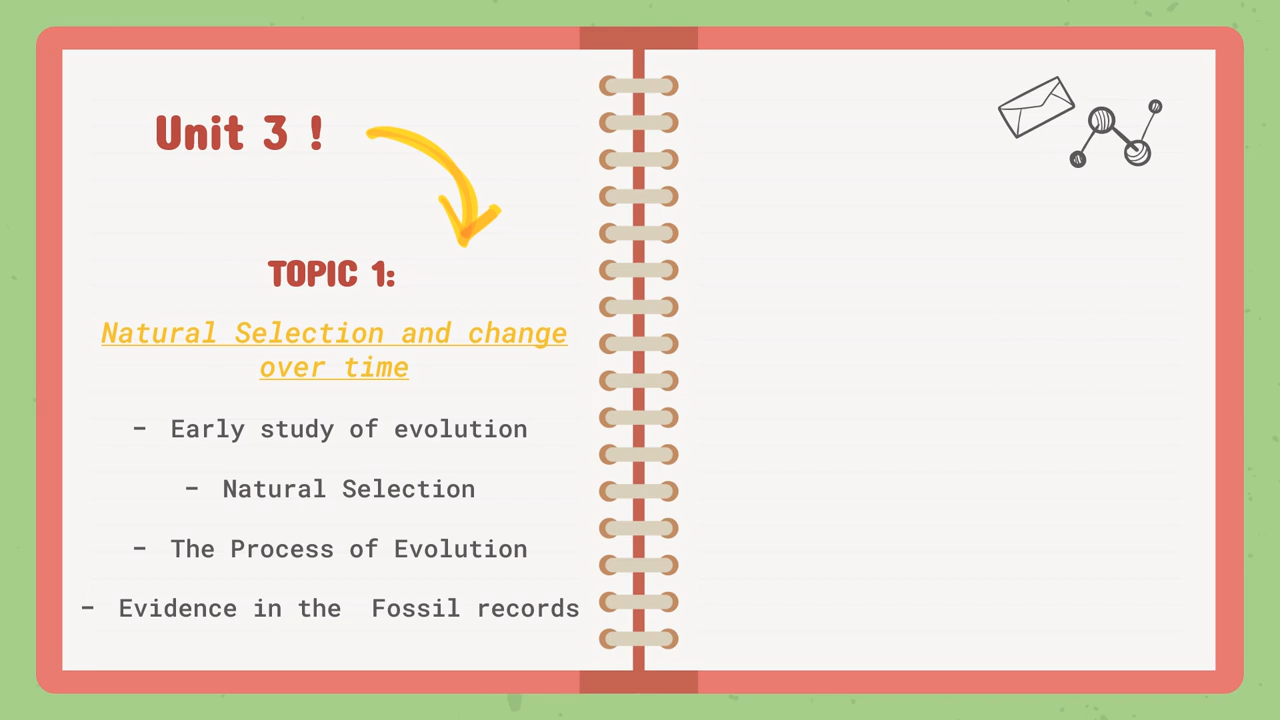 Unit 3 !
TOPIC 1:
Natural Selection and change
over time
- Early study of evolution
- Natural Selection
- The Process of Evolution
- Evidence in the Fossil records